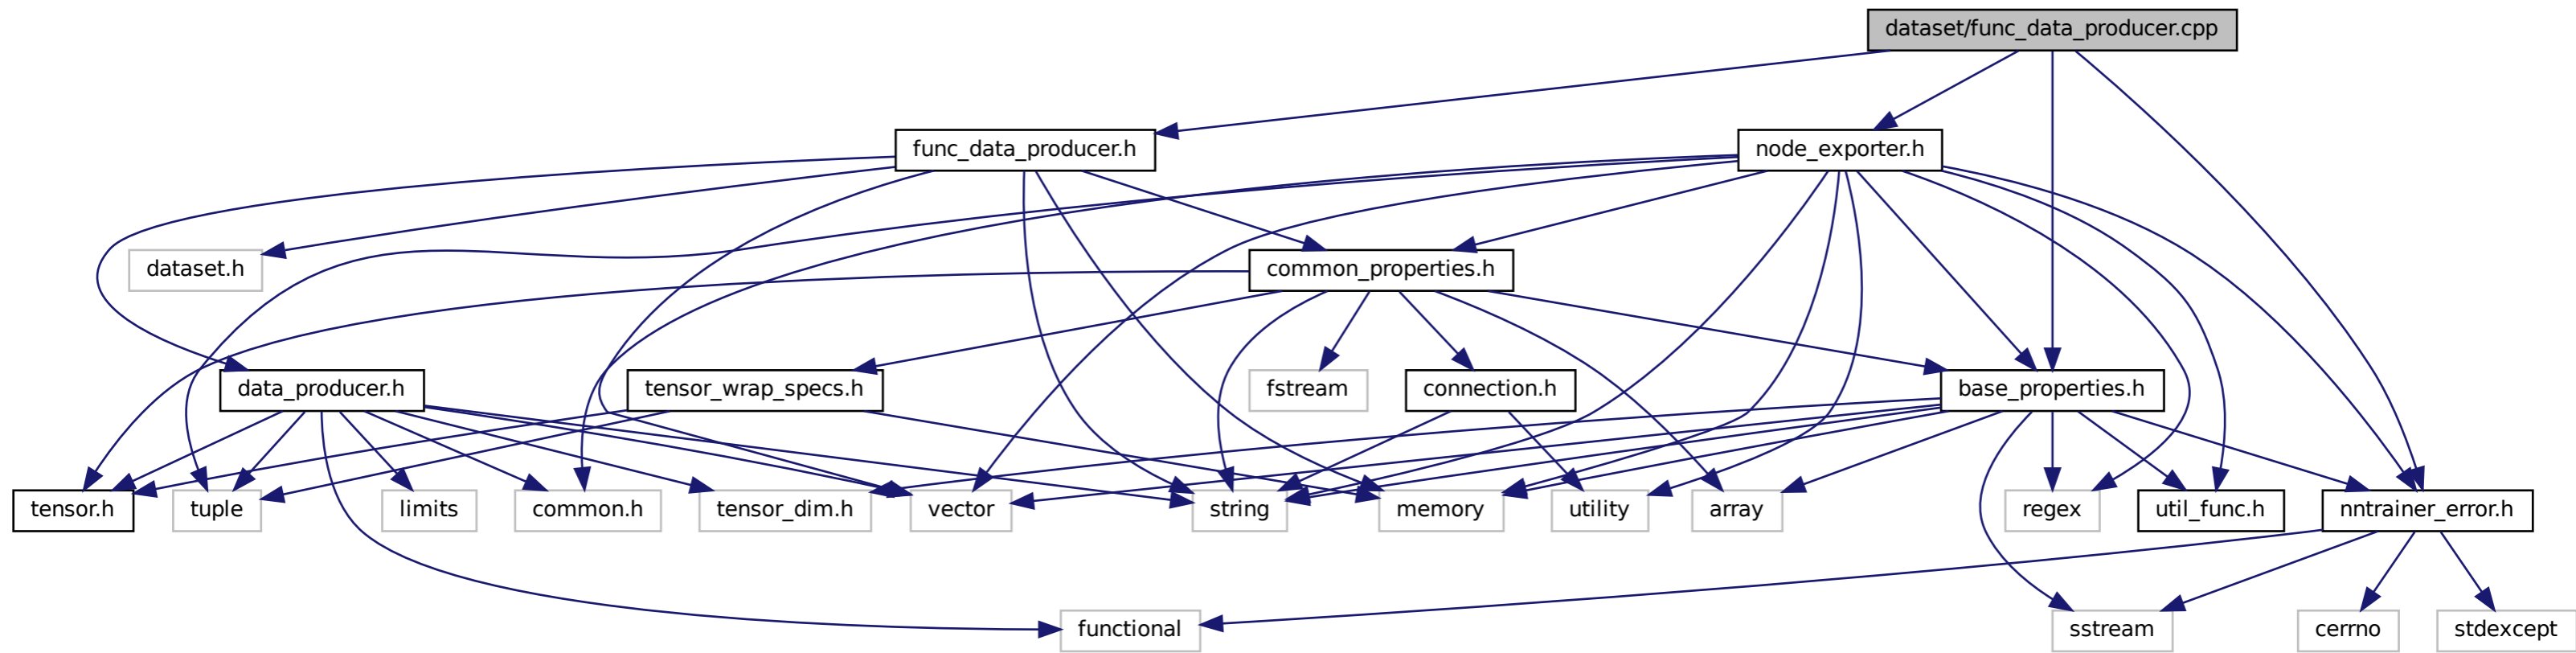 dataset/func_data_producer.cpp
func_data_producer.h
node_exporter.h
dataset.h
common_properties.h
data_producer.h
tensor_wrap_specs.h
fstream
connection.h
base_properties.h
tensor.h
tuple
limits
common.h
tensor_dim.h
vector
string
memory
utility
array
regex
util_func.h
nntrainer_error.h
functional
sstream
cerrno
stdexcept